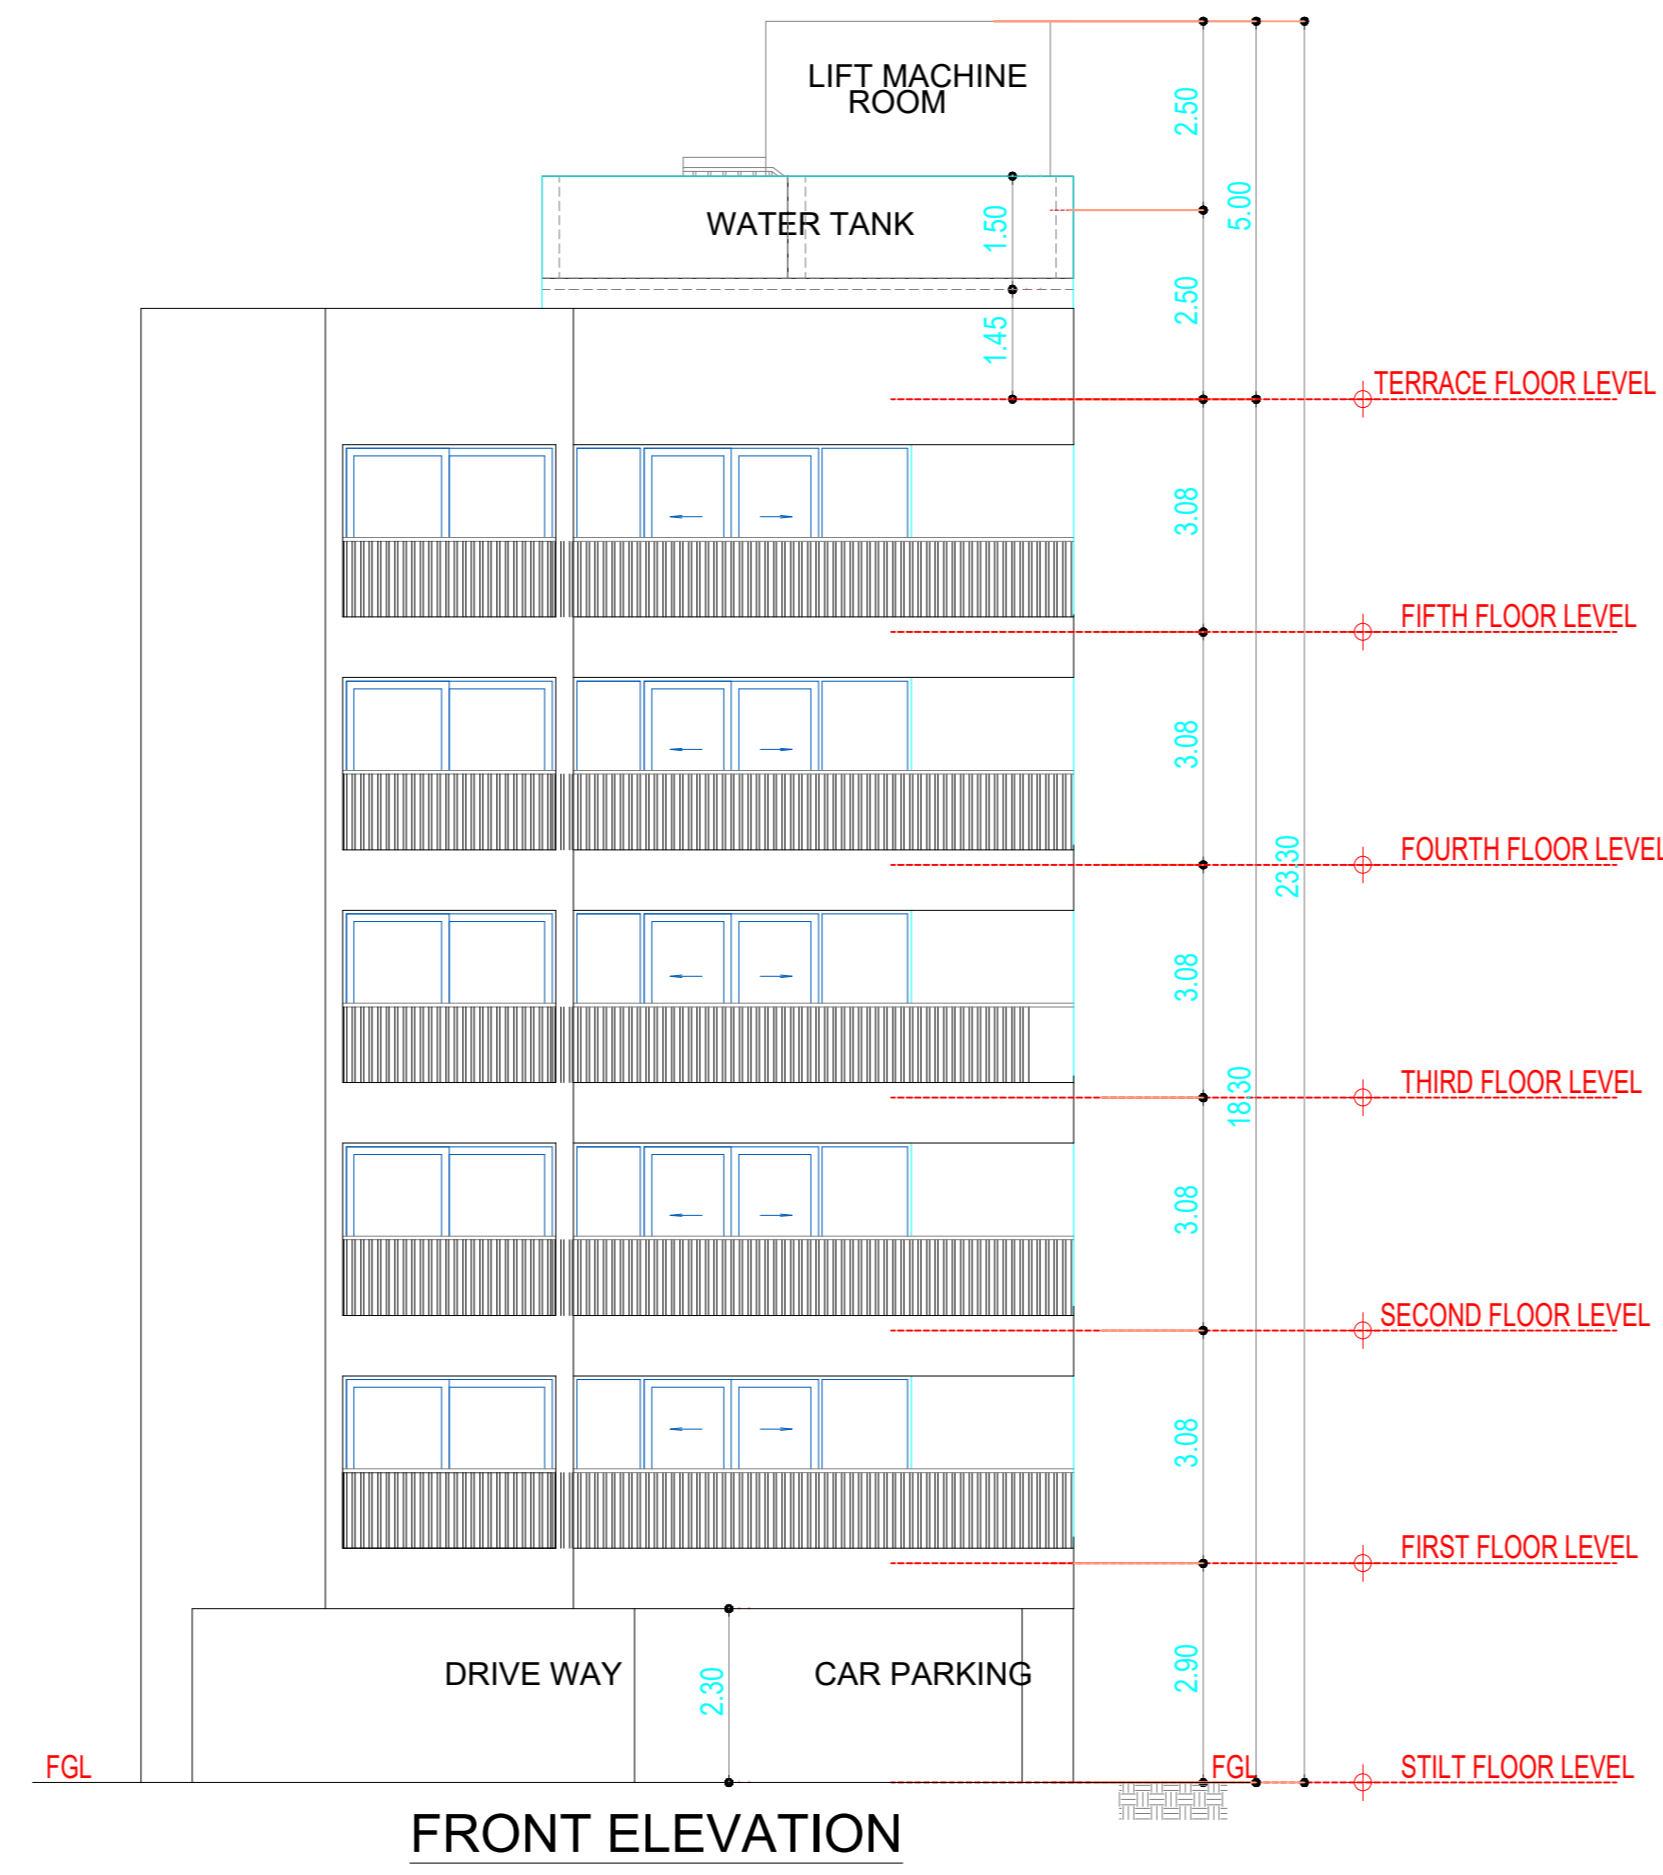 LIFT MACHINE
ROOM
2.50
5.00
WATER TANK
1.50
2.50
1.45
TERRACE FLOOR LEVEL
3.08
FIFTH FLOOR LEVEL
3.08
FOURTH FLOOR LEVEL
23.30
3.08
THIRD FLOOR LEVEL
18.30
3.08
SECOND FLOOR LEVEL
3.08
FIRST FLOOR LEVEL
DRIVE WAY
2.30
CAR PARKING
2.90
FGL
FGL
STILT FLOOR LEVEL
FRONT ELEVATION